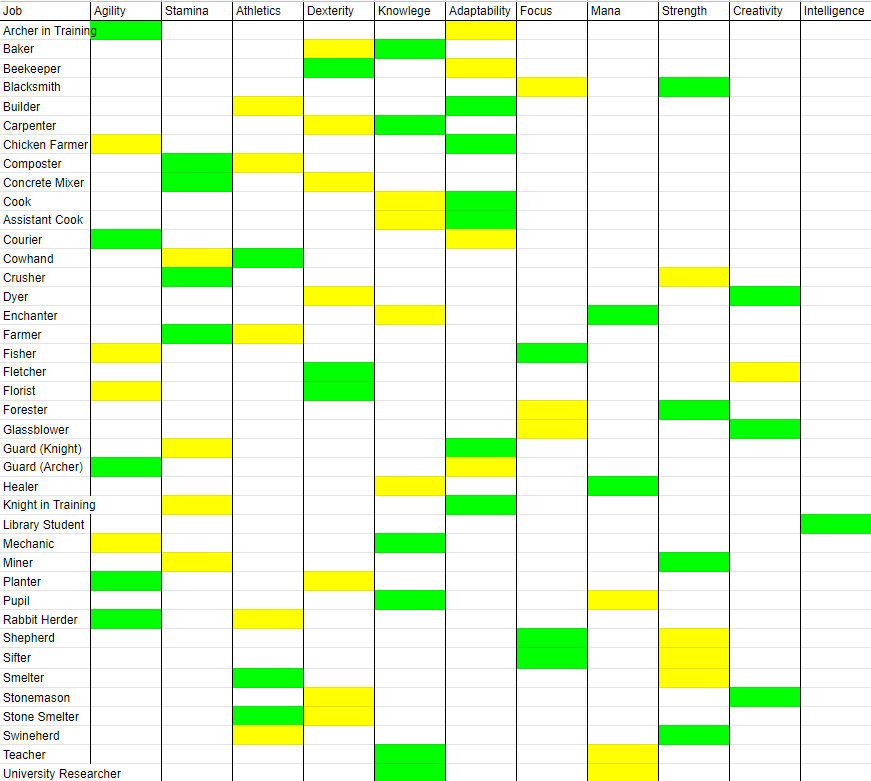 Job Agility Stamina Athletics Dexterity Knowlege Adaptability Focus Mana Strength Creativity Intelligence
Archer in Training
Baker
Beekeeper
Blacksmith
Builder
Carpenter
Chicken Farmer
Composter
Concrete Mixer
Cook
Assistant Cook
Courier
Cowhand
Crusher
Dyer
Enchanter
Farmer
Fisher
Fletcher
Florist
Forester
Glassblower
Guard (Knight)
Guard (Archer)
Healer
Knight in Training
Library Student
Mechanic
Miner
Planter
Pupil
Rabbit Herder
Shepherd
Sifter
Smelter
Stonemason
Stone Smelter
Swineherd
Teacher
University Researcher